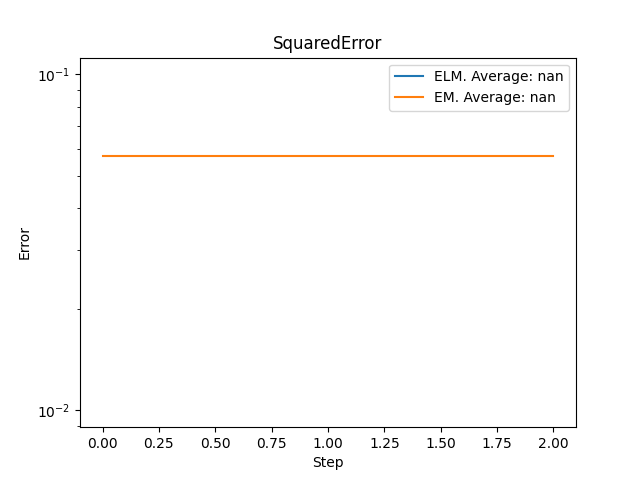 SquaredError
ELM. Average: nan
EM. Average: nan
10⁻¹
10⁻²
Error
0.00 0.25 0.50 0.75 1.00 1.25 1.50 1.75 2.00
Step